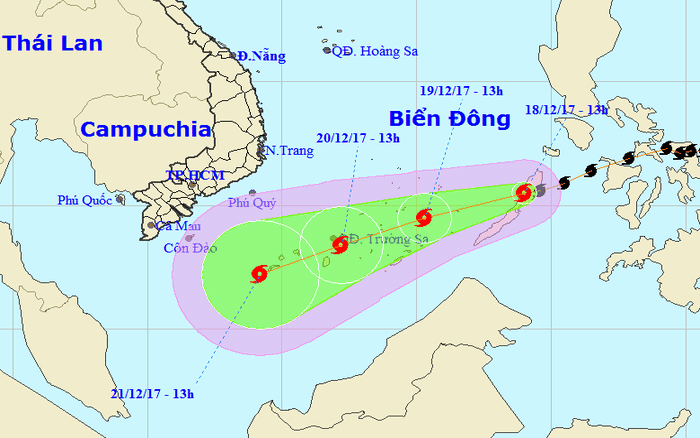 Thái Lan
Đ.Nẵng
QĐ. Hoàng Sa
19/12/17 - 13h
18/12/17 - 13h
Biển Đông
Campuchia
20/12/17 - 13h
N.Trang
TP.HCM
Phú Quốc
Phú Quý
Cà Mau
Côn Đảo
QĐ. Trường Sa
21/12/17 - 13h